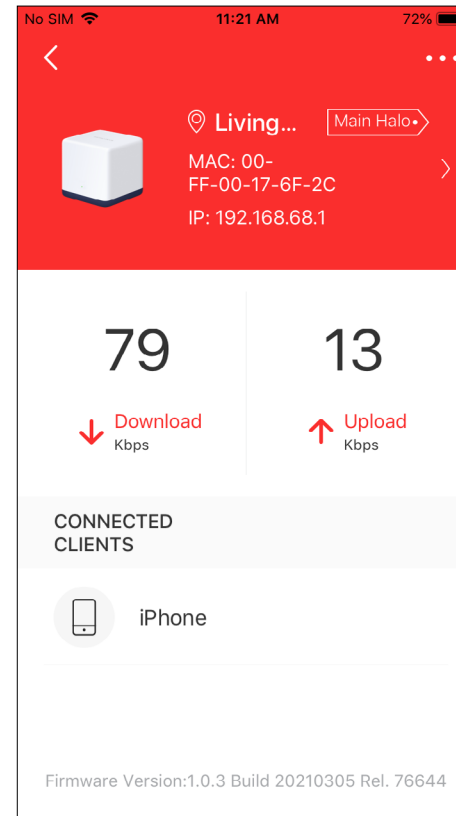 No SIM 11:21 AM 72%
Living... Main Halo
MAC: 00-
FF-00-17-6F-2C
IP: 192.168.68.1
79 13
Download Upload
Kbps Kbps
CONNECTED
CLIENTS
iPhone
Firmware Version:1.0.3 Build 20210305 Rel. 76644